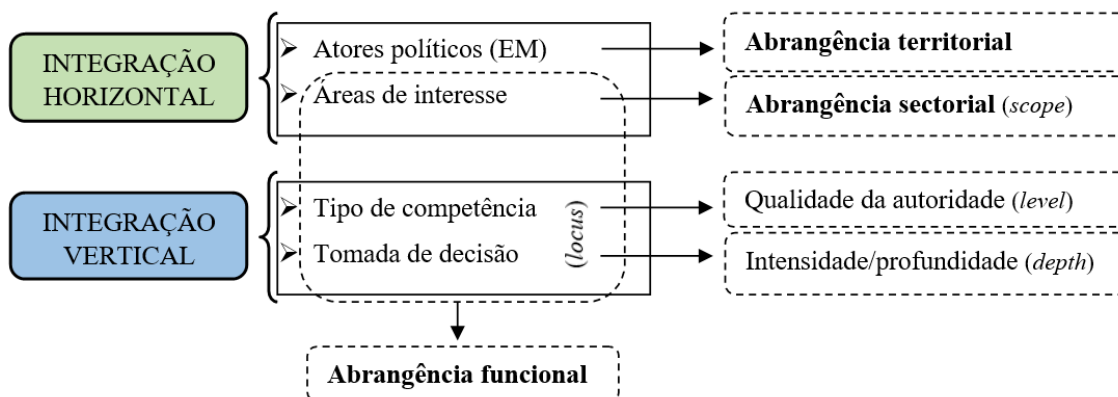 INTEGRAÇÃO
HORIZONTAL
Atores políticos (EM)
Áreas de interesse
Abrangência territorial
Abrangência sectorial (scope)
INTEGRAÇÃO
VERTICAL
Tipo de competência
Tomada de decisão
(locus)
Qualidade da autoridade (level)
Intensidade/profundidade (depth)
Abrangência funcional